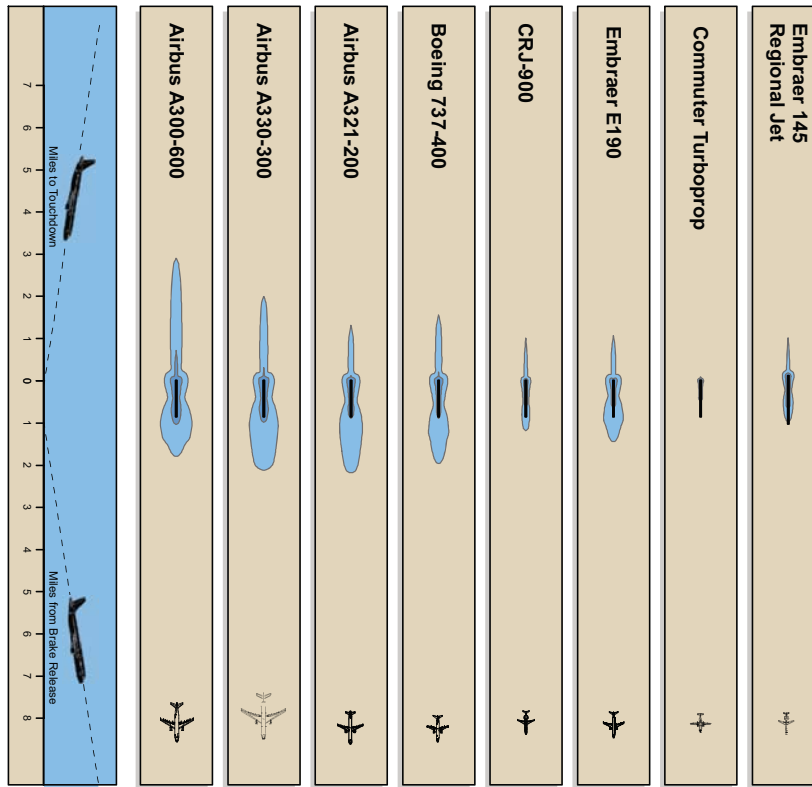 Embraer 145
Regional Jet
Commuter Turboprop
Embraer E190
CRJ-900
Boeing 737-400
Airbus A321-200
Airbus A330-300
Airbus A300-600
Miles to Touchdown
Miles from Brake Release
7 6 5 4 3 2 1 0 1 2 3 4 5 6 7 8